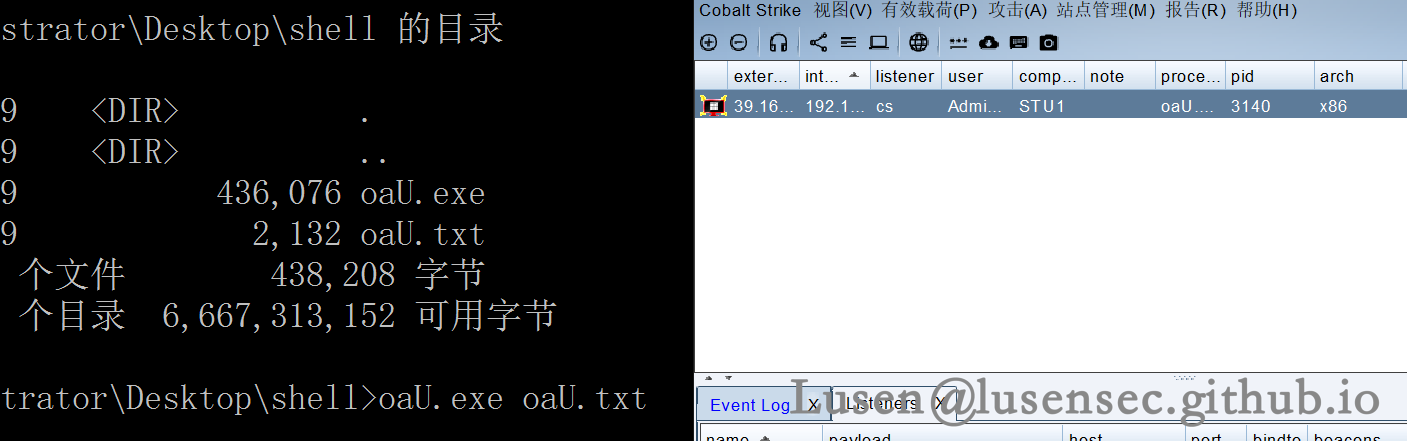 strator\Desktop\shell 的目录
9 <DIR> .
9 <DIR> ..
9 436,076 oaU.exe
9 2,132 oaU.txt
个文件 438,208 字节
个目录 6,667,313,152 可用字节
trator\Desktop\shell>oaU.exe oaU.txt
Cobalt Strike 视图(V) 有效载荷(P) 攻击(A) 站点管理(M) 报告(R) 帮助(H)
exter... int... listener user comp... note proce... pid arch
39.16... 192.1... cs Admi... STU1 oaU.... 3140 x86
Event Log X Listeners X
Lusen@lusensec.github.io
name payload host port bindto beacons